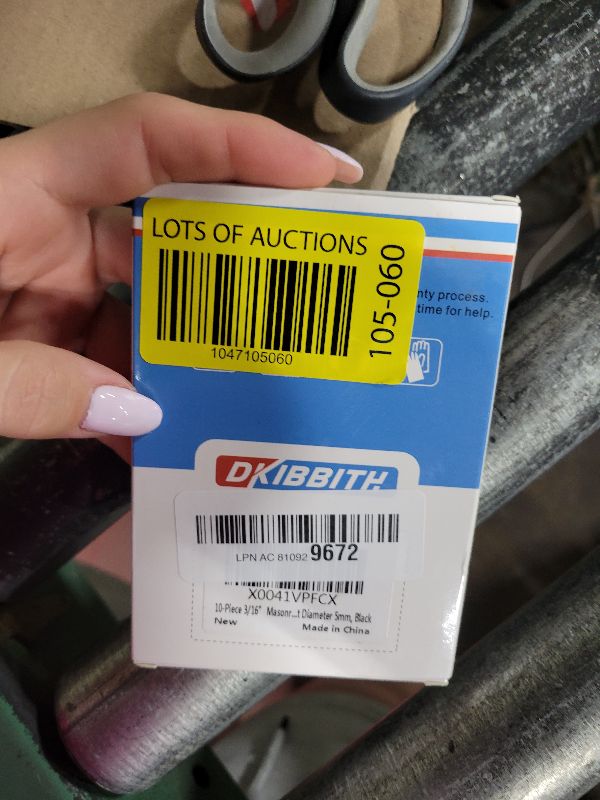 LOTS OF AUCTIONS
1047105060
105-060
nty process.
time for help.
DKIBBITH
LPN AC 81092 9672
X0041VPFCX
10-Piece 3/16" Masonr...t Diameter 5mm, Black
New
Made in China